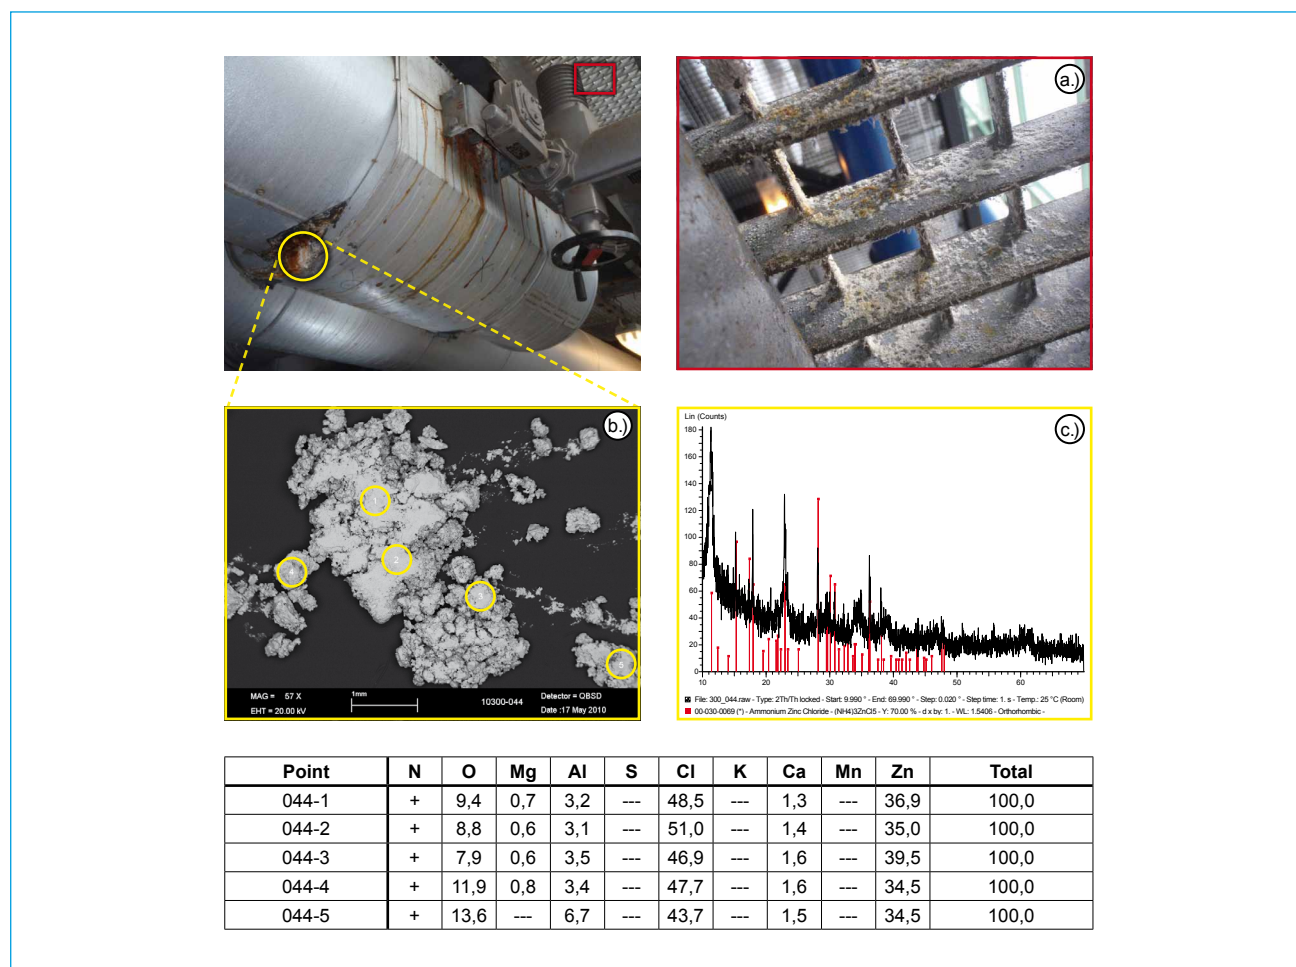 a.)
b.)
1
2
3
4
5
MAG = 57 X
EHT = 20.00 kV
1mm
10300-044
Detector = QBSD
Date :17 May 2010
c.)
Lin (Counts)
180
160
140
120
100
80
60
40
20
0
10 20 30 40 50 60
File: 300_044.raw - Type: 2Th/Th locked - Start: 9.990 ° - End: 69.990 ° - Step: 0.020 ° - Step time: 1. s - Temp.: 25 °C (Room)
00-030-0069 (*) - Ammonium Zinc Chloride - (NH4)3ZnCl5 - Y: 70.00 % - d x by: 1. - WL: 1.5406 - Orthorhombic -
Point N O Mg Al S Cl K Ca Mn Zn Total
044-1 + 9,4 0,7 3,2 --- 48,5 --- 1,3 --- 36,9 100,0
044-2 + 8,8 0,6 3,1 --- 51,0 --- 1,4 --- 35,0 100,0
044-3 + 7,9 0,6 3,5 --- 46,9 --- 1,6 --- 39,5 100,0
044-4 + 11,9 0,8 3,4 --- 47,7 --- 1,6 --- 34,5 100,0
044-5 + 13,6 --- 6,7 --- 43,7 --- 1,5 --- 34,5 100,0